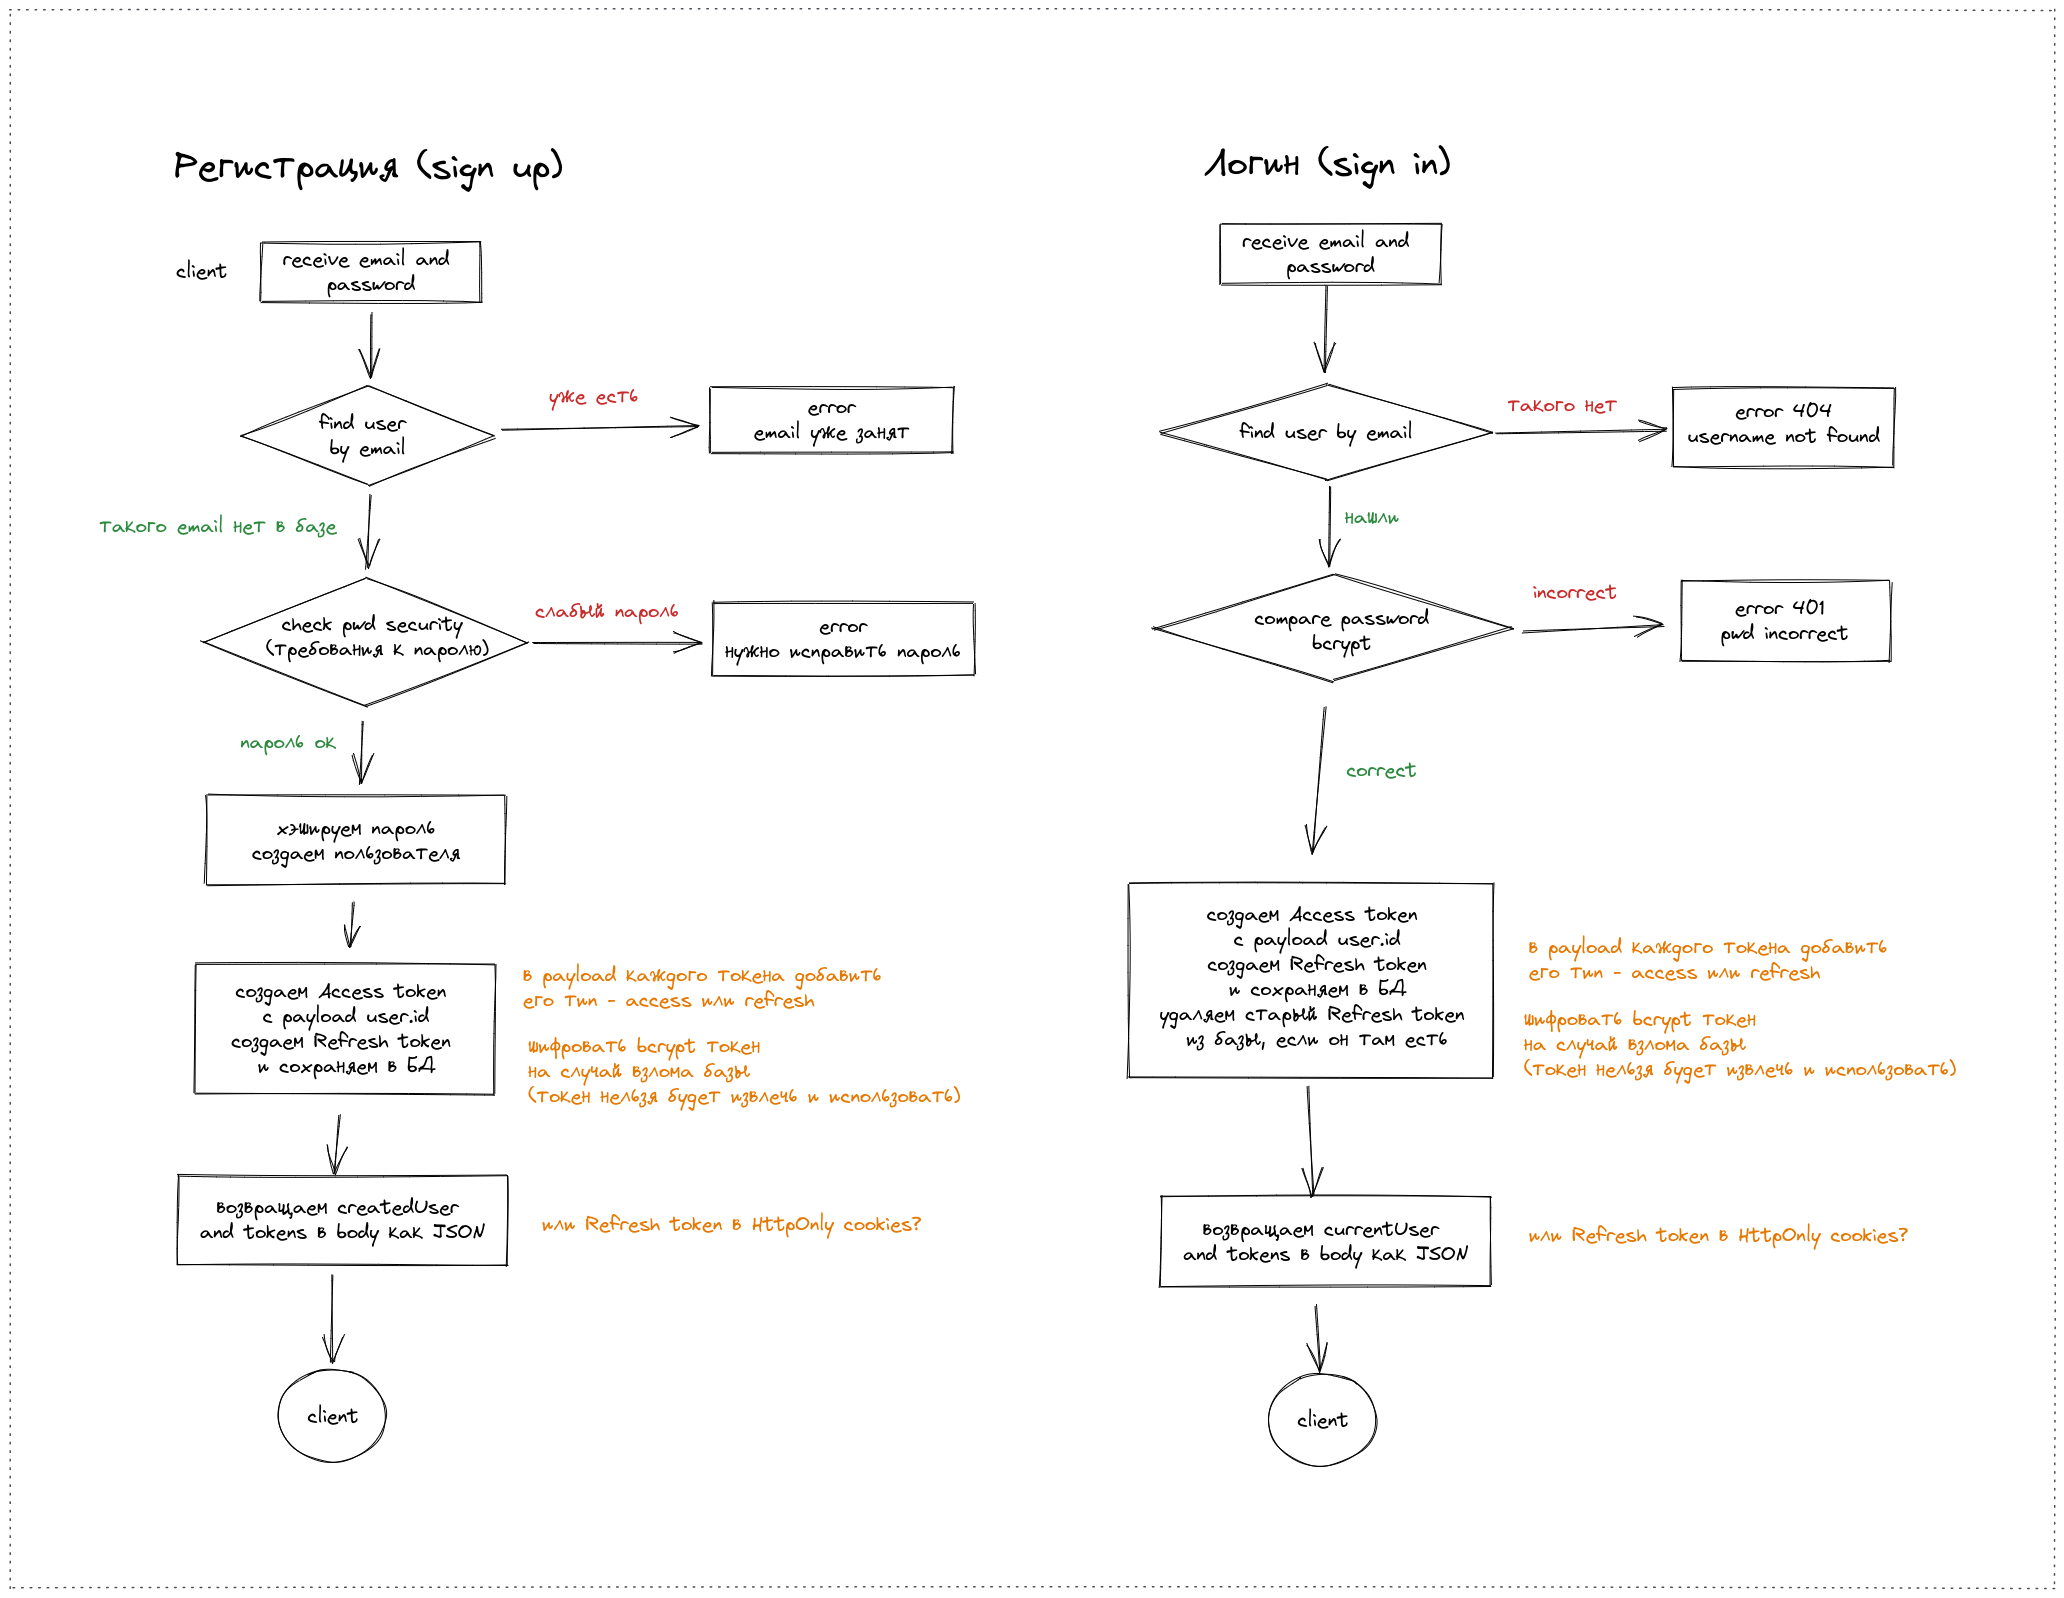 Регистрация (sign up)
client
receive email and
password
find user
by email
уже есть
error
email уже занят
такого email нет в базе
check pwd security
(требования к паролю)
слабый пароль
error
нужно исправить пароль
пароль ок
хэшируем пароль
создаем пользователя
создаем Access token
с payload user.id
создаем Refresh token
и сохраняем в БД
в payload каждого токена добавить
его тип - access или refresh
шифровать bcrypt токен
на случай взлома базы
(токен нельзя будет извлечь и использовать)
возвращаем createdUser
and tokens в body как JSON
или Refresh token в HttpOnly cookies?
client
Логин (sign in)
receive email and
password
find user by email
такого нет
error 404
username not found
нашли
compare password
bcrypt
incorrect
error 401
pwd incorrect
correct
создаем Access token
с payload user.id
создаем Refresh token
и сохраняем в БД
удаляем старый Refresh token
из базы, если он там есть
в payload каждого токена добавить
его тип - access или refresh
шифровать bcrypt токен
на случай взлома базы
(токен нельзя будет извлечь и использовать)
возвращаем currentUser
and tokens в body как JSON
или Refresh token в HttpOnly cookies?
client